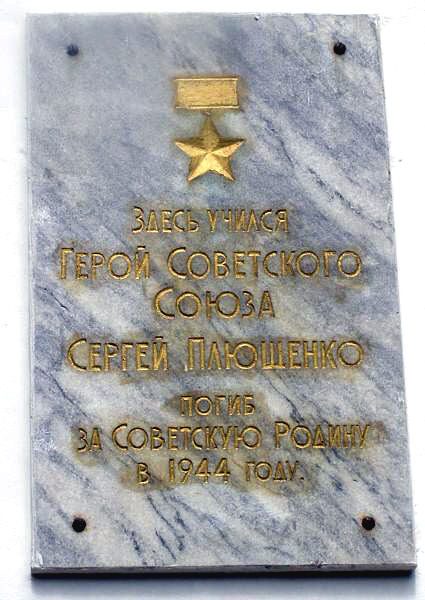 Здесь учился
Герой Советского
Союза
Сергей Плющенко
погиб
за Советскую Родину
в 1944 году.